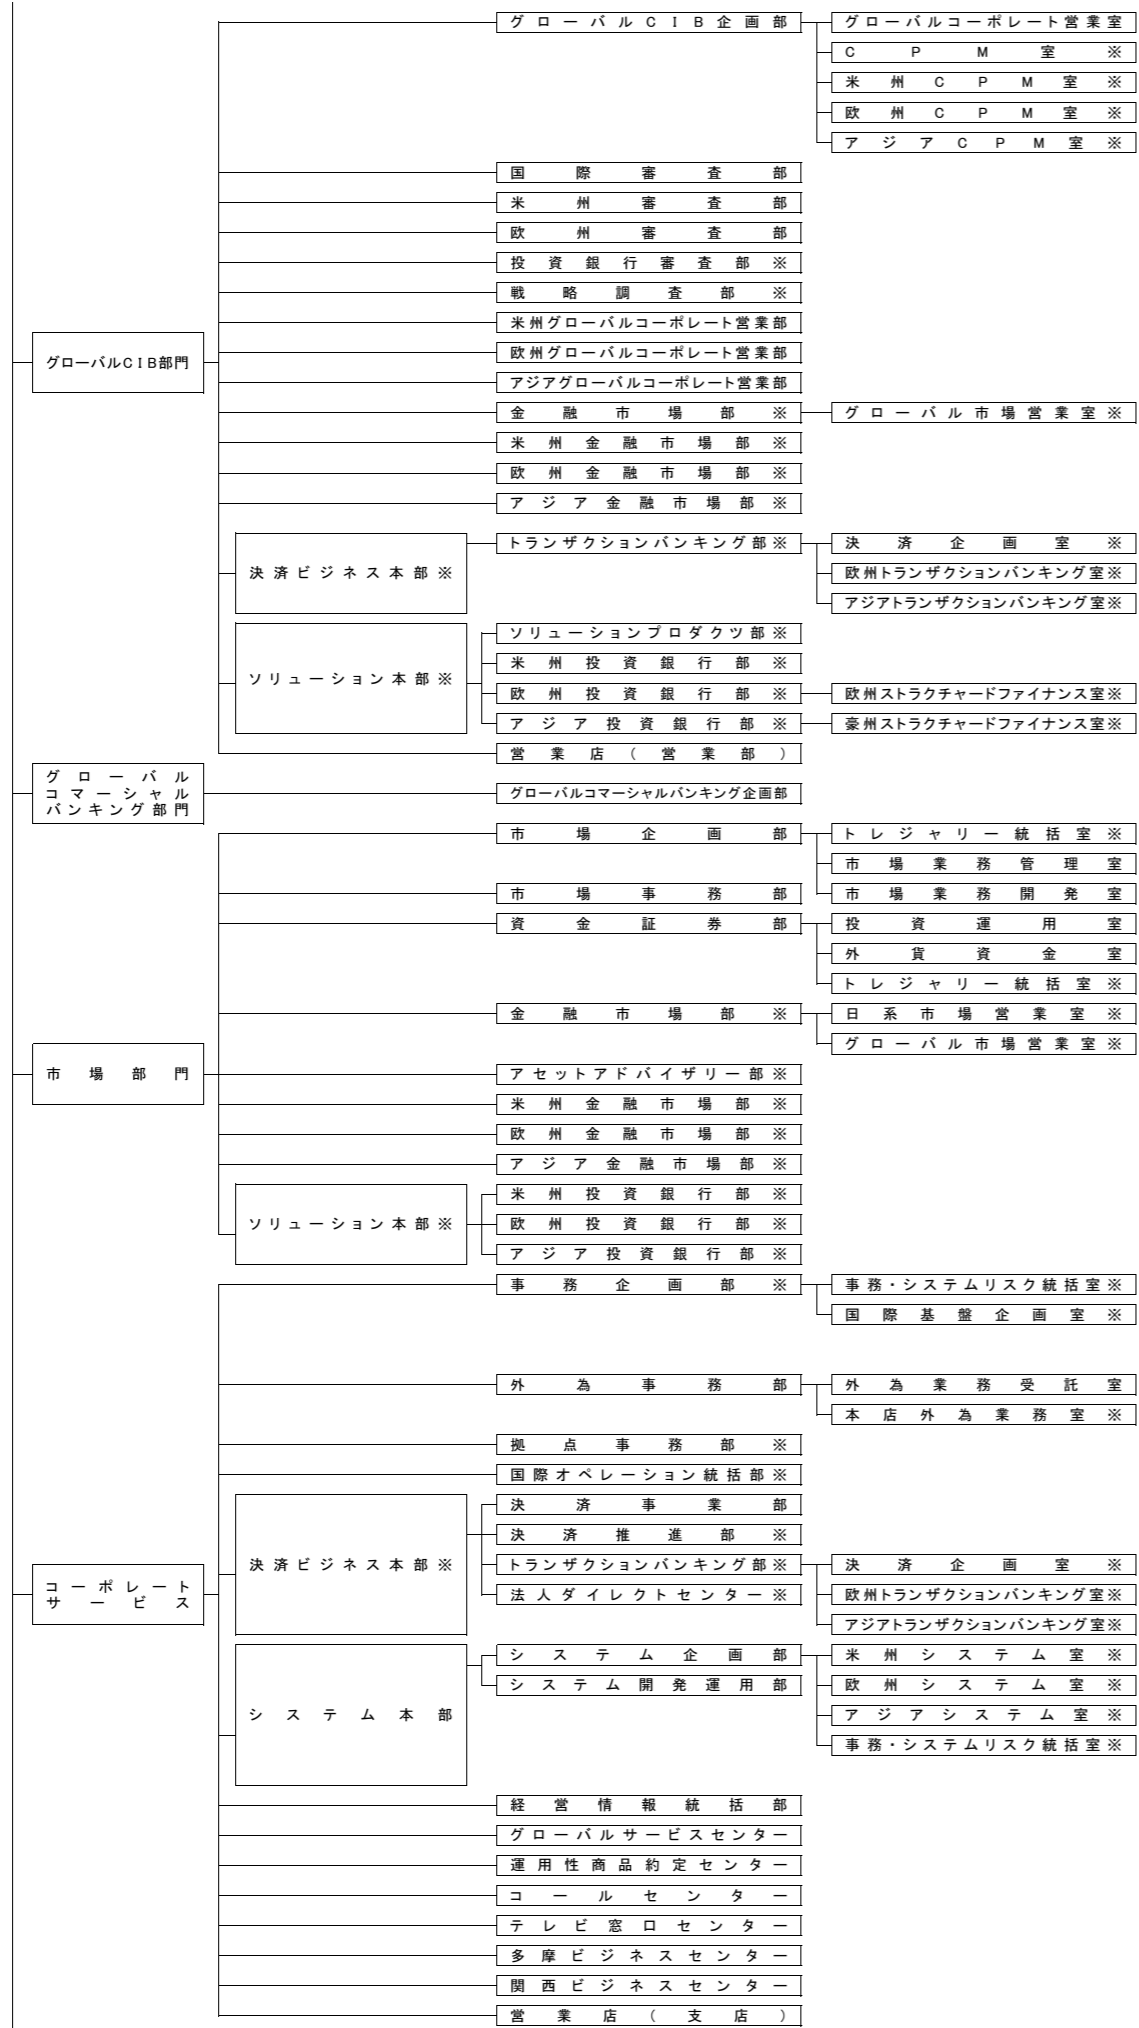 グローバルCIB企画部
グローバルコーポレート営業室
CPM室※
米州CPM室※
欧州CPM室※
アジアCPM室※
国際審査部
米州審査部
欧州審査部
投資銀行審査部※
戦略調査部※
米州グローバルコーポレート営業部
グローバルCIB部門
欧州グローバルコーポレート営業部
アジアグローバルコーポレート営業部
金融市場部※
グローバル市場営業室※
米州金融市場部※
欧州金融市場部※
アジア金融市場部※
決済ビジネス本部※
トランザクションバンキング部※
決済企画室※
欧州トランザクションバンキング室※
アジアトランザクションバンキング室※
ソリューション本部※
ソリューションプロダクツ部※
米州投資銀行部※
欧州投資銀行部※
欧州ストラクチャードファイナンス室※
アジア投資銀行部※
豪州ストラクチャードファイナンス室※
営業店(営業部)
グローバル
コマーシャル
バンキング部門
グローバルコマーシャルバンキング企画部
市場企画部
トレジャリー統括室※
市場業務管理室
市場業務開発室
市場事務部
資金証券部
投資運用室
外貨資金室
トレジャリー統括室※
金融市場部※
日系市場営業室※
グローバル市場営業室※
市場部門
アセットアドバイザリー部※
米州金融市場部※
欧州金融市場部※
アジア金融市場部※
ソリューション本部※
米州投資銀行部※
欧州投資銀行部※
アジア投資銀行部※
事務企画部※
事務・システムリスク統括室※
国際基盤企画室※
外為事務部
外為業務受託室
本店外為業務室※
拠点事務部※
国際オペレーション統括部※
決済ビジネス本部※
決済事業部
決済推進部※
トランザクションバンキング部※
決済企画室※
欧州トランザクションバンキング室※
アジアトランザクションバンキング室※
法人ダイレクトセンター※
コーポレート
サービス
システム本部
システム企画部
米州システム室※
欧州システム室※
アジアシステム室※
事務・システムリスク統括室※
システム開発運用部
経営情報統括部
グローバルサービスセンター
運用性商品約定センター
コールセンター
テレビ窓口センター
多摩ビジネスセンター
関西ビジネスセンター
営業店(支店)